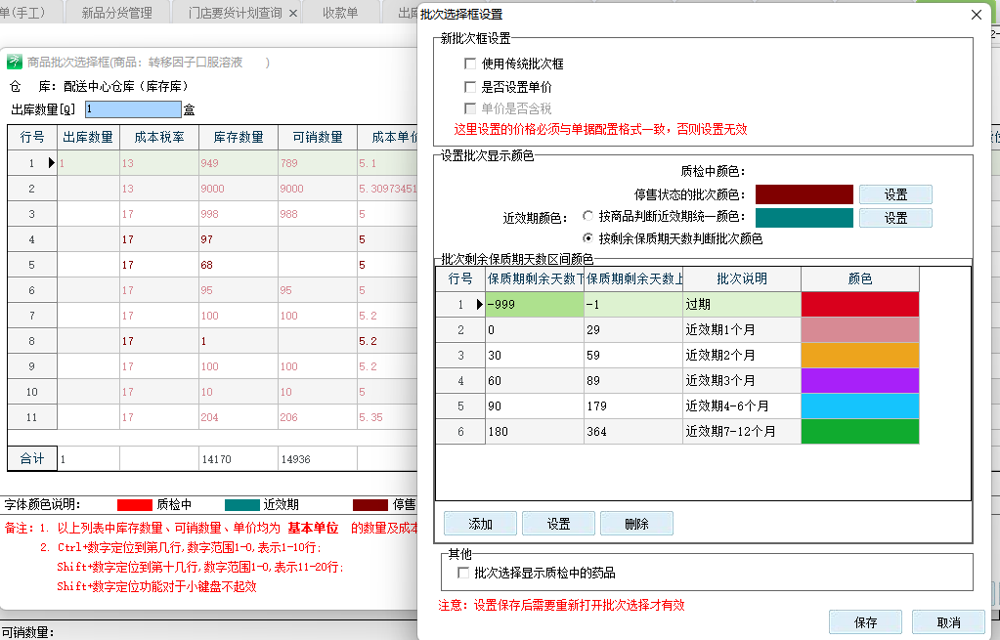 单(手工)
新品分货管理
门店要货计划查询 ×
收款单
出库
商品批次选择框(商品: 转移因子口服溶液 )
仓 库: 配送中心仓库（库存库）
出库数量[Q] 1 盒
行号 出库数量 成本税率 库存数量 可销数量 成本单价
1 1 13 949 789 5.1
2 13 9000 9000 5.30973451
3 17 998 988 5
4 17 97 5
5 17 68 5
6 17 95 95 5
7 17 100 100 5.2
8 17 1 5.2
9 17 100 100 5.2
10 17 10 10 5
11 17 204 206 5.35
合计 1 14170 14936
字体颜色说明: 质检中 近效期 停售
备注: 1. 以上列表中库存数量、可销数量、单价均为 基本单位 的数量及成本
2. Ctrl+数字定位到第几行,数字范围1-0,表示1-10行;
Shift+数字定位到第十几行,数字范围1-0,表示11-20行;
Shift+数字定位功能对于小键盘不起效
可销数量:
批次选择框设置
新批次框设置
使用传统批次框
是否设置单价
单价是否含税
这里设置的价格必须与单据配置格式一致，否则设置无效
设置批次显示颜色
质检中颜色:
停售状态的批次颜色: 设置
近效期颜色: 按商品判断近效期统一颜色: 设置
按剩余保质期天数判断批次颜色
批次剩余保质期天数区间颜色
行号 保质期剩余天数下 保质期剩余天数上 批次说明 颜色
1 -999 -1 过期
2 0 29 近效期1个月
3 30 59 近效期2个月
4 60 89 近效期3个月
5 90 179 近效期4-6个月
6 180 364 近效期7-12个月
添加 设置 删除
其他
批次选择显示质检中的药品
注意: 设置保存后需要重新打开批次选择才有效
保存 取消